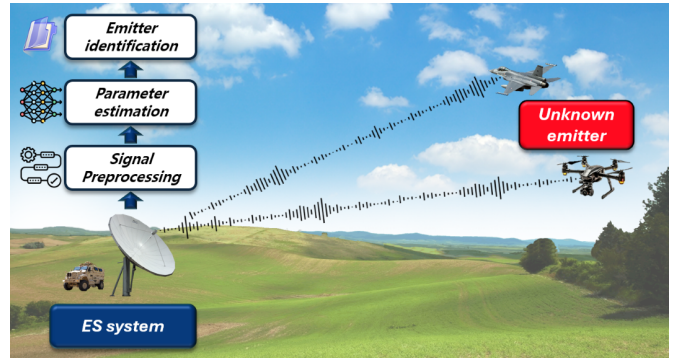 Emitter
identification
Parameter
estimation
Signal
Preprocessing
ES system
Unknown
emitter